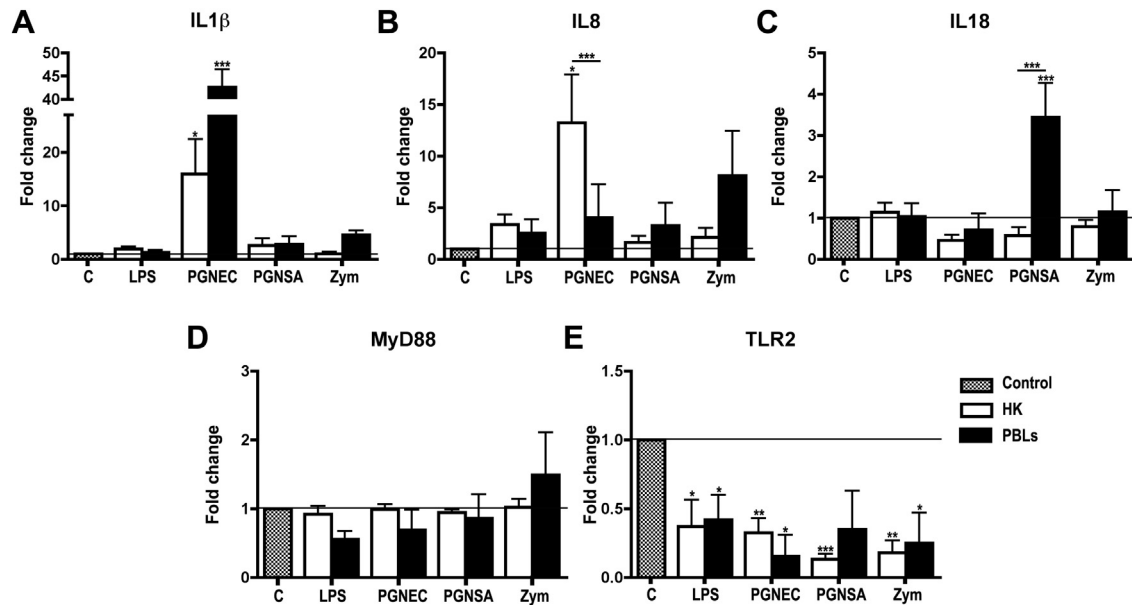 A
IL1β
Fold change
50
45
40
20
10
0
*
***
C
LPS
PGNEC
PGNSA
Zym
B
IL8
Fold change
20
15
10
5
0
*
***
C
LPS
PGNEC
PGNSA
Zym
C
IL18
Fold change
5
4
3
2
1
0
***
***
C
LPS
PGNEC
PGNSA
Zym
D
MyD88
Fold change
3
2
1
0
C
LPS
PGNEC
PGNSA
Zym
E
TLR2
Fold change
1.5
1.0
0.5
0.0
*
*
**
*
***
**
*
C
LPS
PGNEC
PGNSA
Zym
Control
HK
PBLs